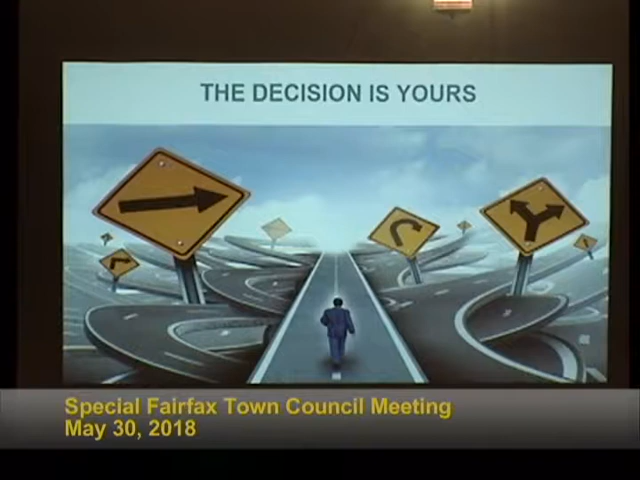 THE DECISION IS YOURS
Special Fairfax Town Council Meeting
May 30, 2018